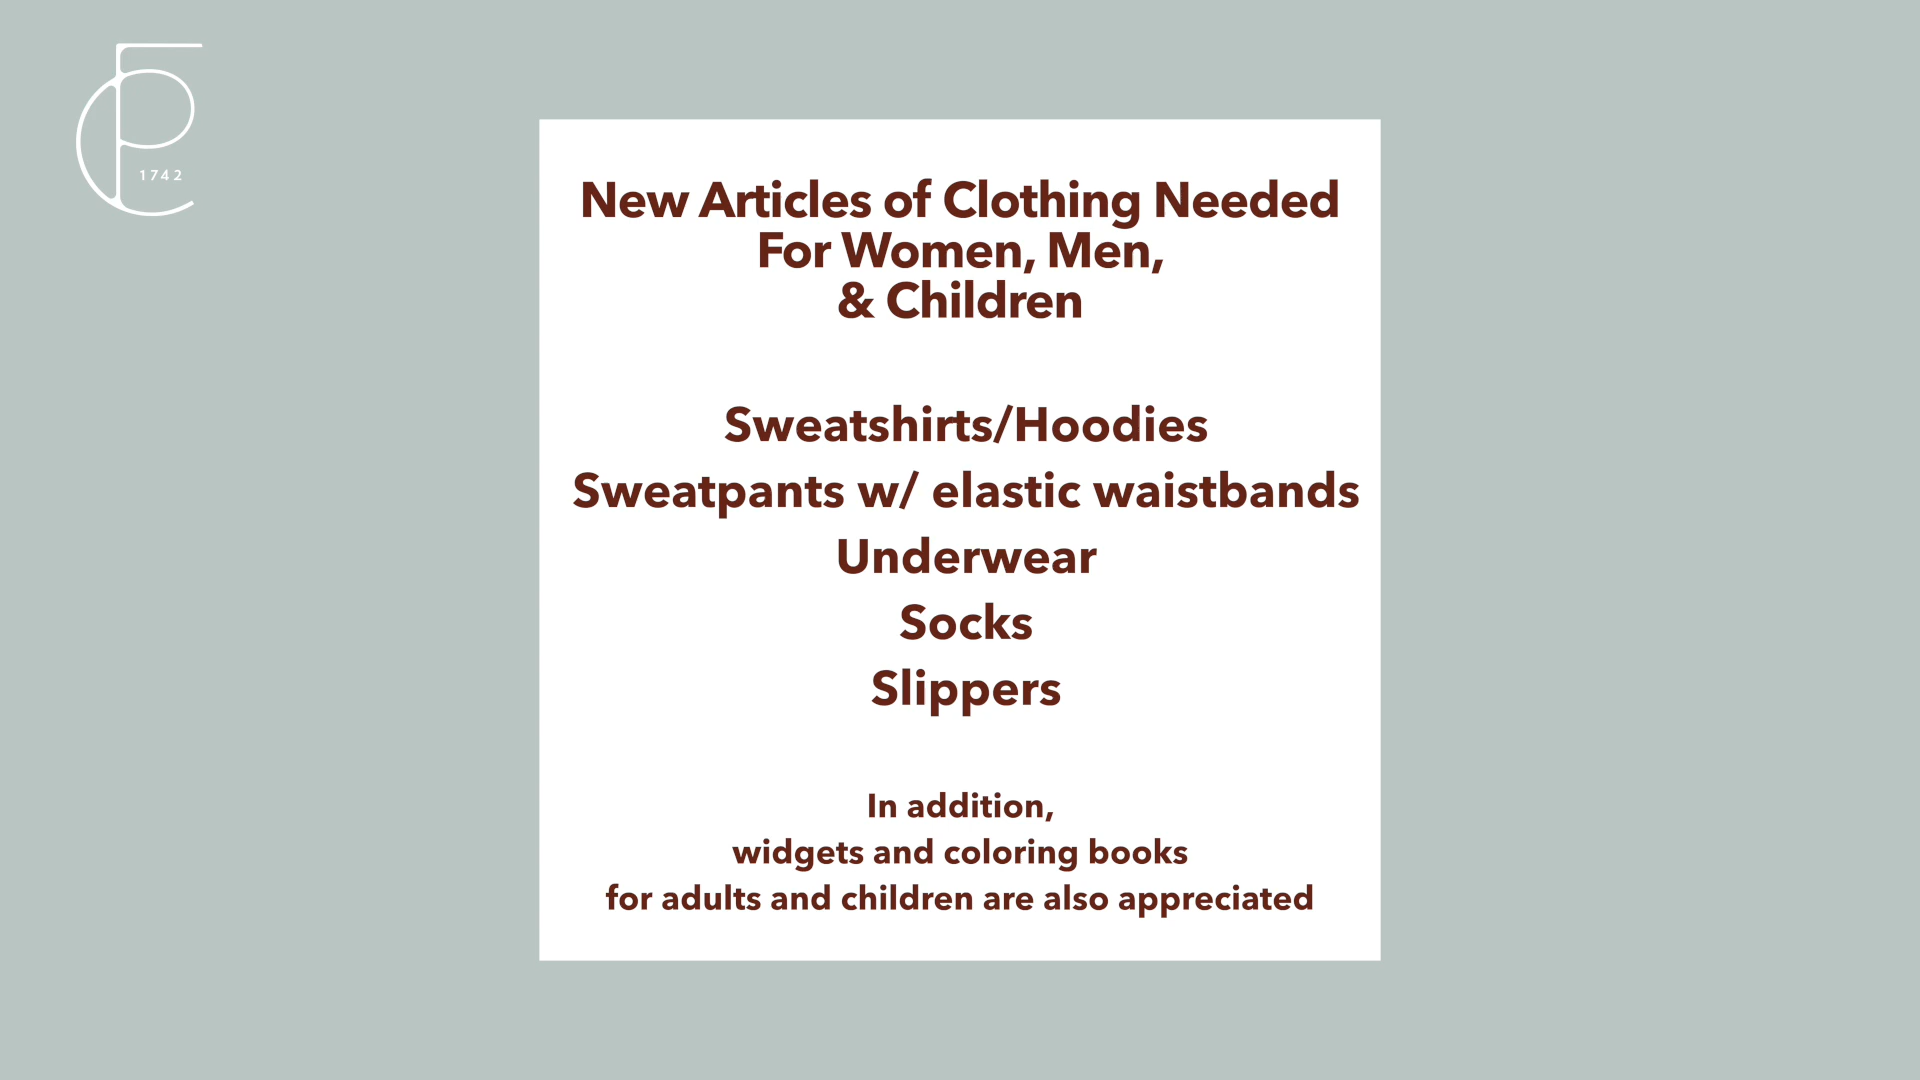 1742
New Articles of Clothing Needed
For Women, Men,
& Children
Sweatshirts/Hoodies
Sweatpants w/ elastic waistbands
Underwear
Socks
Slippers
In addition,
widgets and coloring books
for adults and children are also appreciated